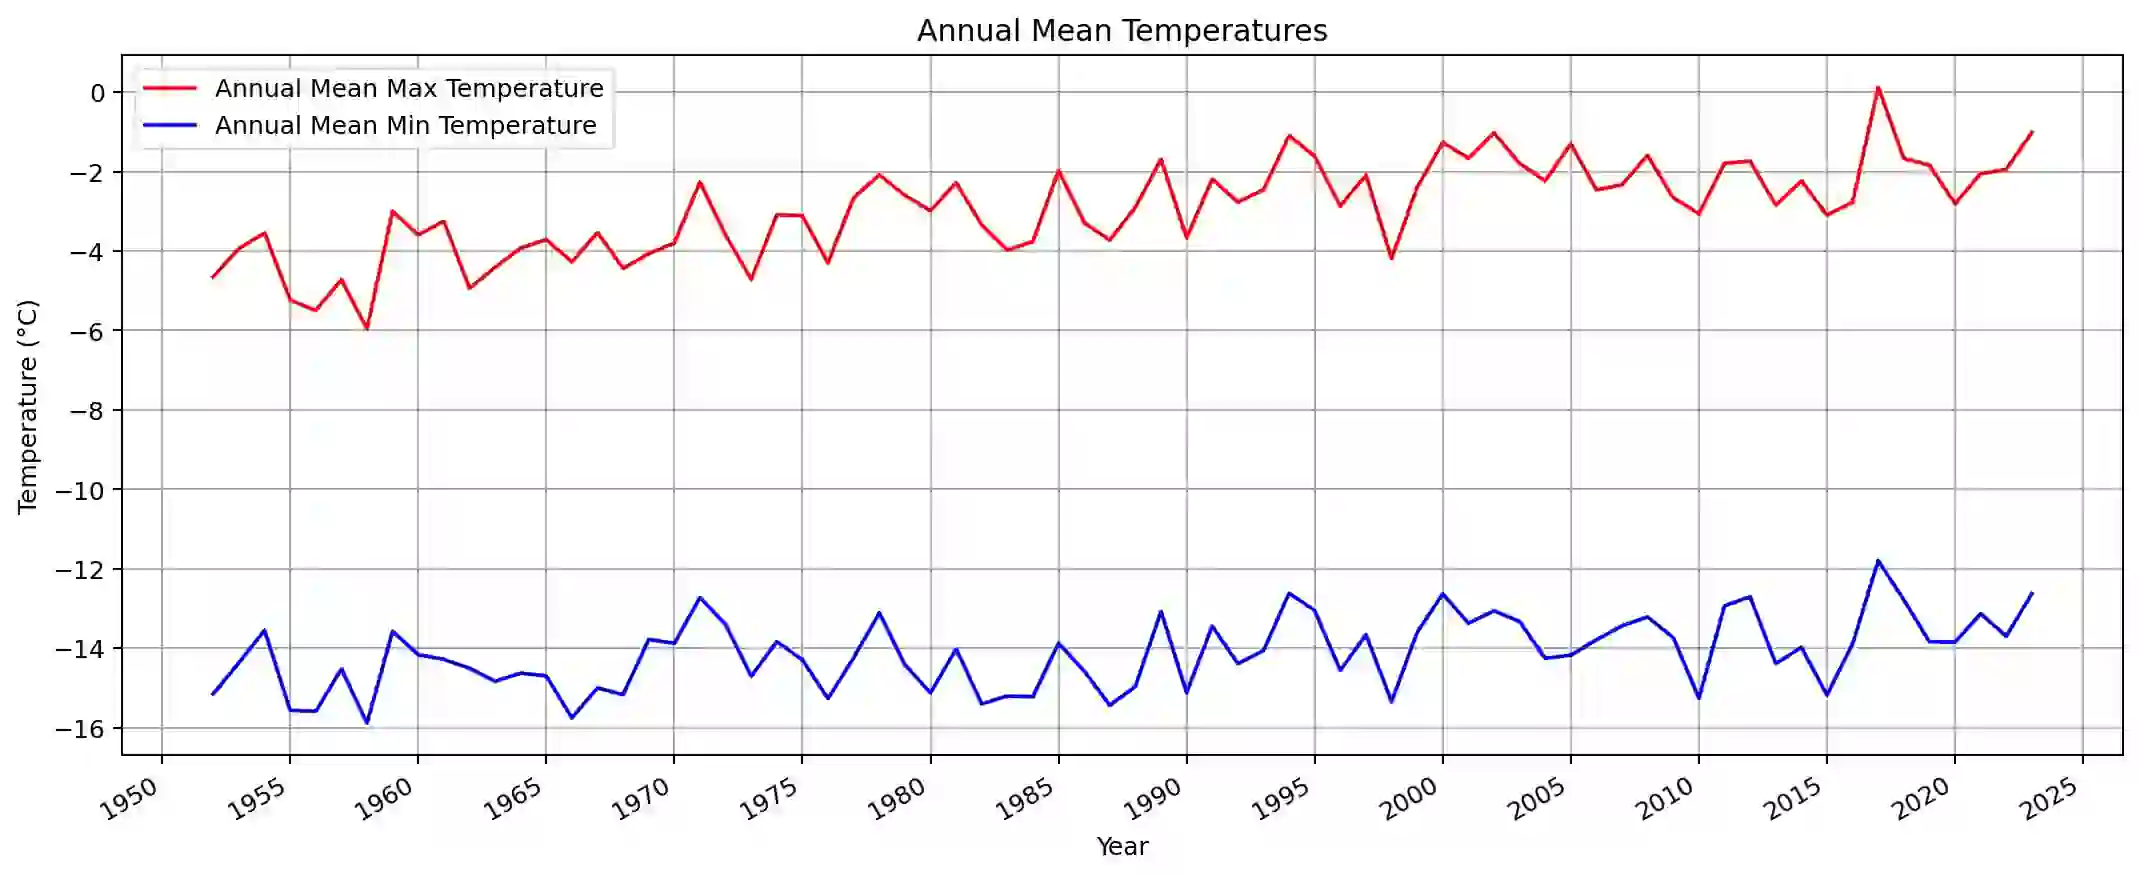 Annual Mean Temperatures
Annual Mean Max Temperature
Annual Mean Min Temperature
Temperature (°C)
0
−2
−4
−6
−8
−10
−12
−14
−16
1950 1955 1960 1965 1970 1975 1980 1985 1990 1995 2000 2005 2010 2015 2020 2025
Year